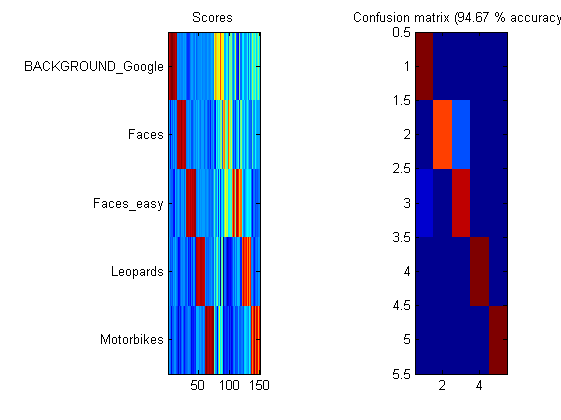 Scores
BACKGROUND_Google
Faces
Faces_easy
Leopards
Motorbikes
50 100 150
Confusion matrix (94.67 % accuracy
0.5
1
1.5
2
2.5
3
3.5
4
4.5
5
5.5
2 4